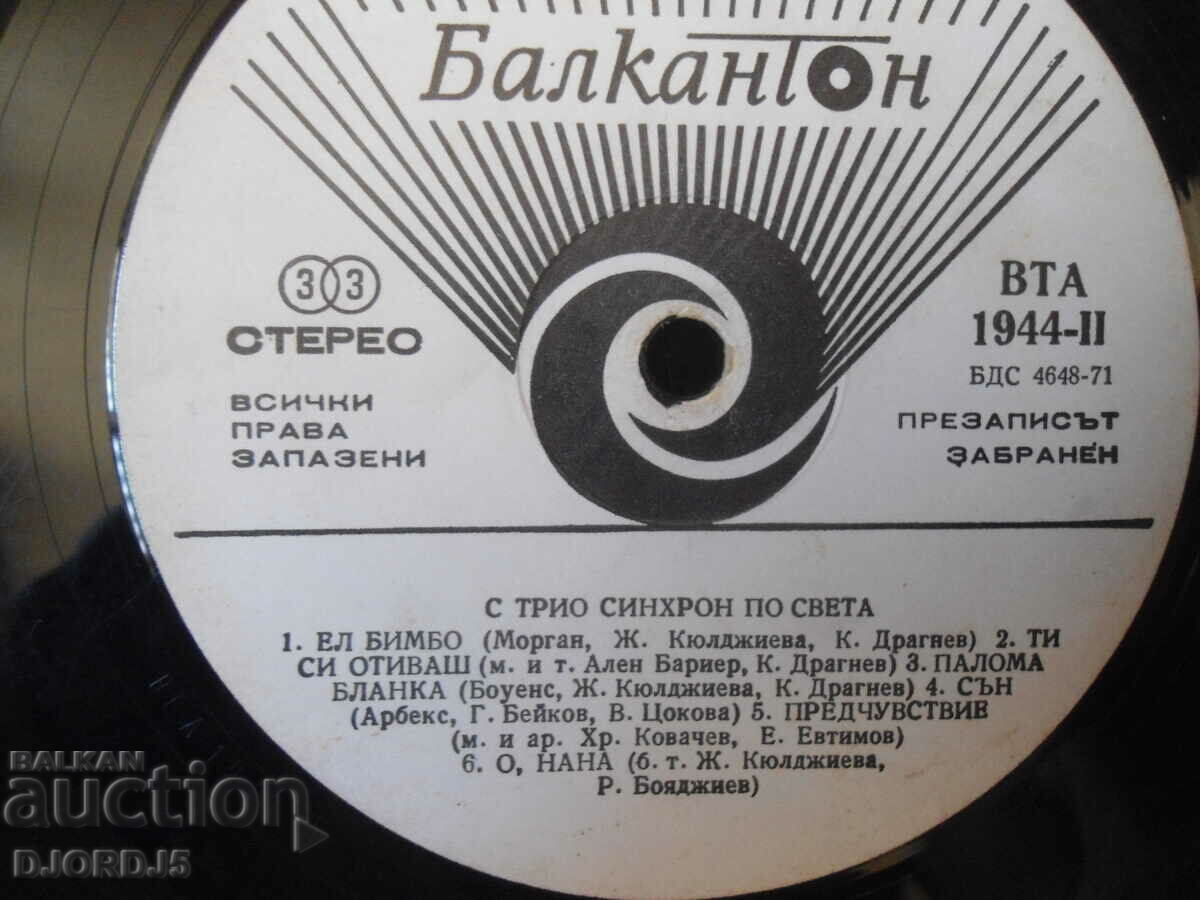 БалканТон
33
СТЕРЕО
ВСИЧКИ
ПРАВА
ЗАПАЗЕНИ
ВТА
1944-II
БДС 4648-71
ПРЕЗАПИСЪТ
ЗАБРАНЕН
С ТРИО СИНХРОН ПО СВЕТА
1. ЕЛ БИМБО (Морган, Ж. Кюлджиева, К. Драгнев) 2. ТИ
СИ ОТИВАШ (м. и т. Ален Бариер, К. Драгнев) 3. ПАЛОМА
БЛАНКА (Боуенс, Ж. Кюлджиева, К. Драгнев) 4. СЪН
(Арбекс, Г. Бейков, В. Цокова) 5. ПРЕДЧУВСТВИЕ
(м. и ар. Хр. Ковачев, Е. Евтимов)
6. О, НАНА (б. т. Ж. Кюлджиева,
Р. Бояджиев)
BALKAN
auction
DJORDJ5